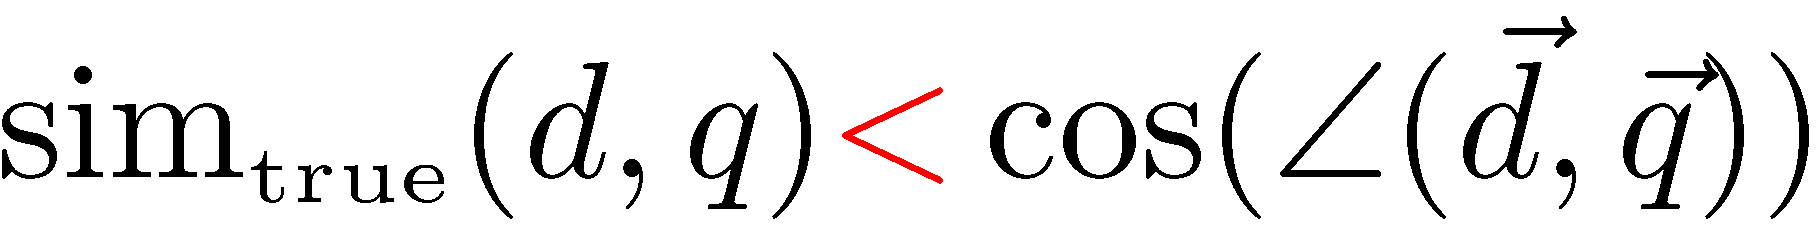 sim_true(d, q) < cos(∠(d⃗, q⃗))